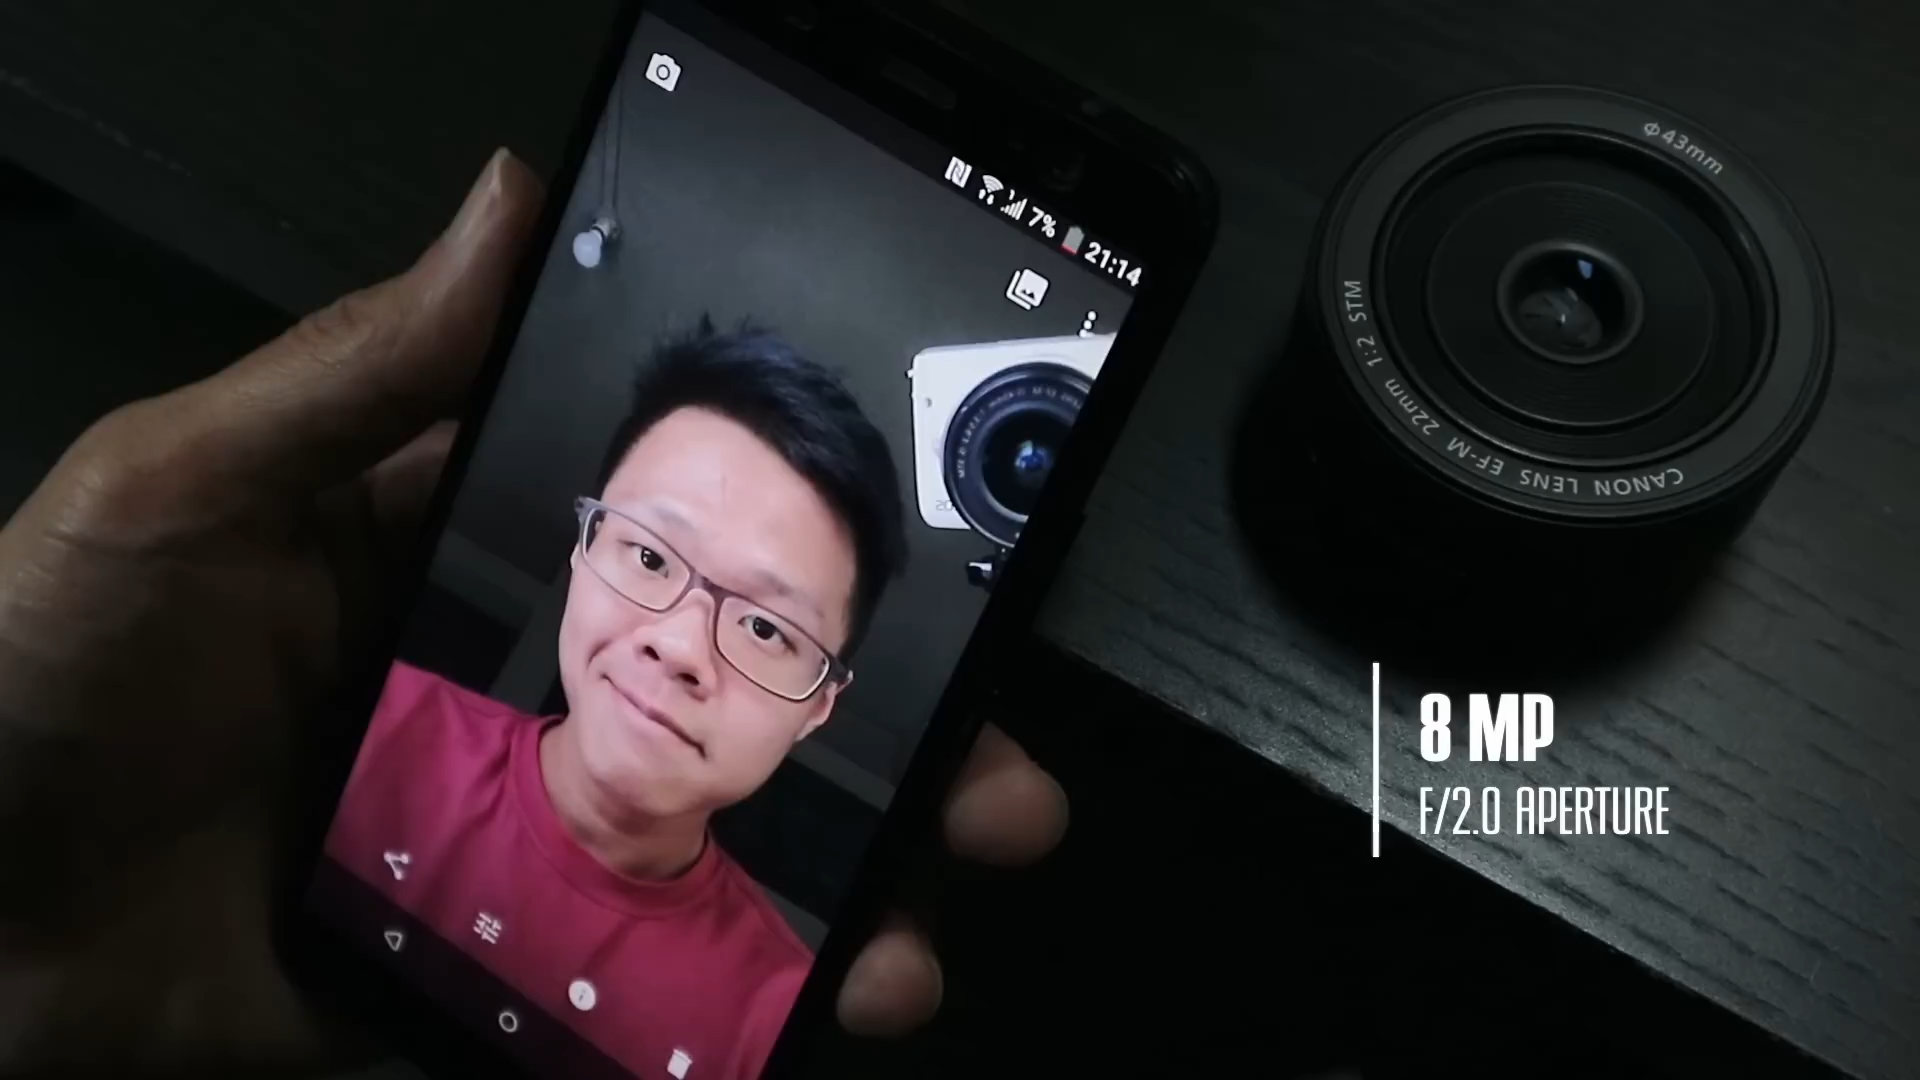 7% 21:14
Φ43mm
CANON LENS EF-M 22mm 1:2 STM
8 MP
F/2.0 APERTURE